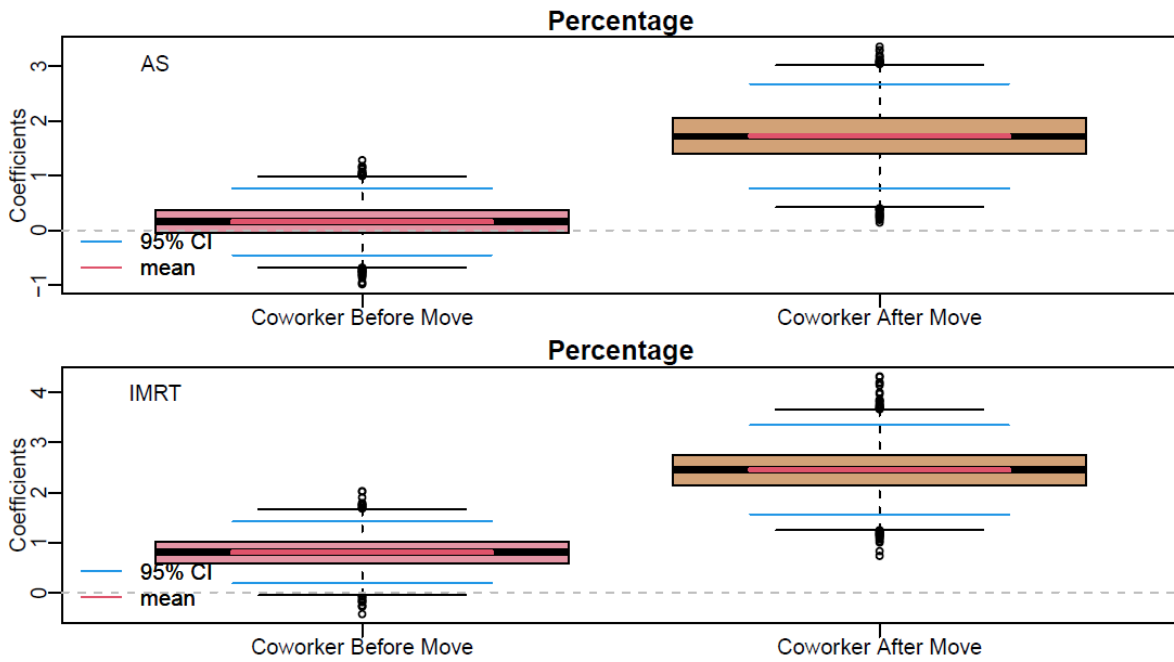 Percentage
AS
Coefficients
3
2
1
0
−1
95% CI
mean
Coworker Before Move
Coworker After Move
Percentage
IMRT
Coefficients
4
3
2
1
0
95% CI
mean
Coworker Before Move
Coworker After Move